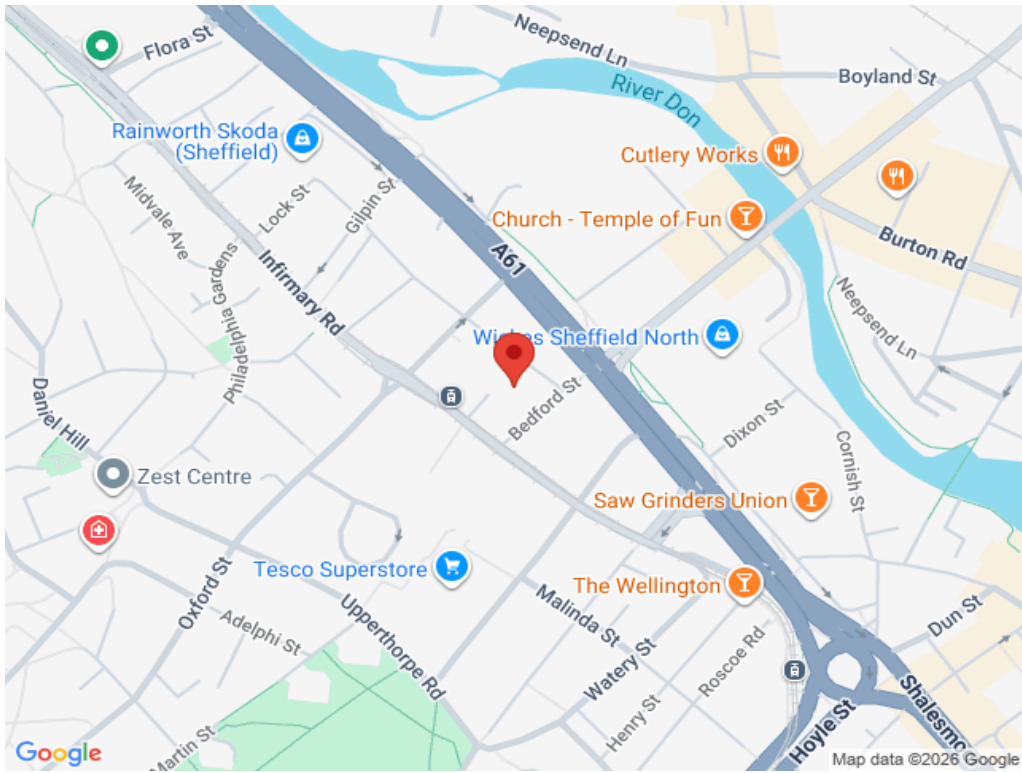 Flora St
Neepsend Ln
Boyland St
River Don
Rainworth Skoda
(Sheffield)
Cutlery Works
Midvale Ave
Lock St
Gilpin St
Church - Temple of Fun
A61
Burton Rd
Infirmary Rd
Philadelphia Gardens
Neepsend Ln
Sheffield North
Daniel Hill
Bedford St
Dixon St
Cornish St
Zest Centre
Saw Grinders Union
Oxford St
Tesco Superstore
The Wellington
Adelphi St
Upperthorpe Rd
Malinda St
Dun St
Watery St
Roscoe Rd
Henry St
Martin St
Hoyle St
Google
Map data ©2026 Google